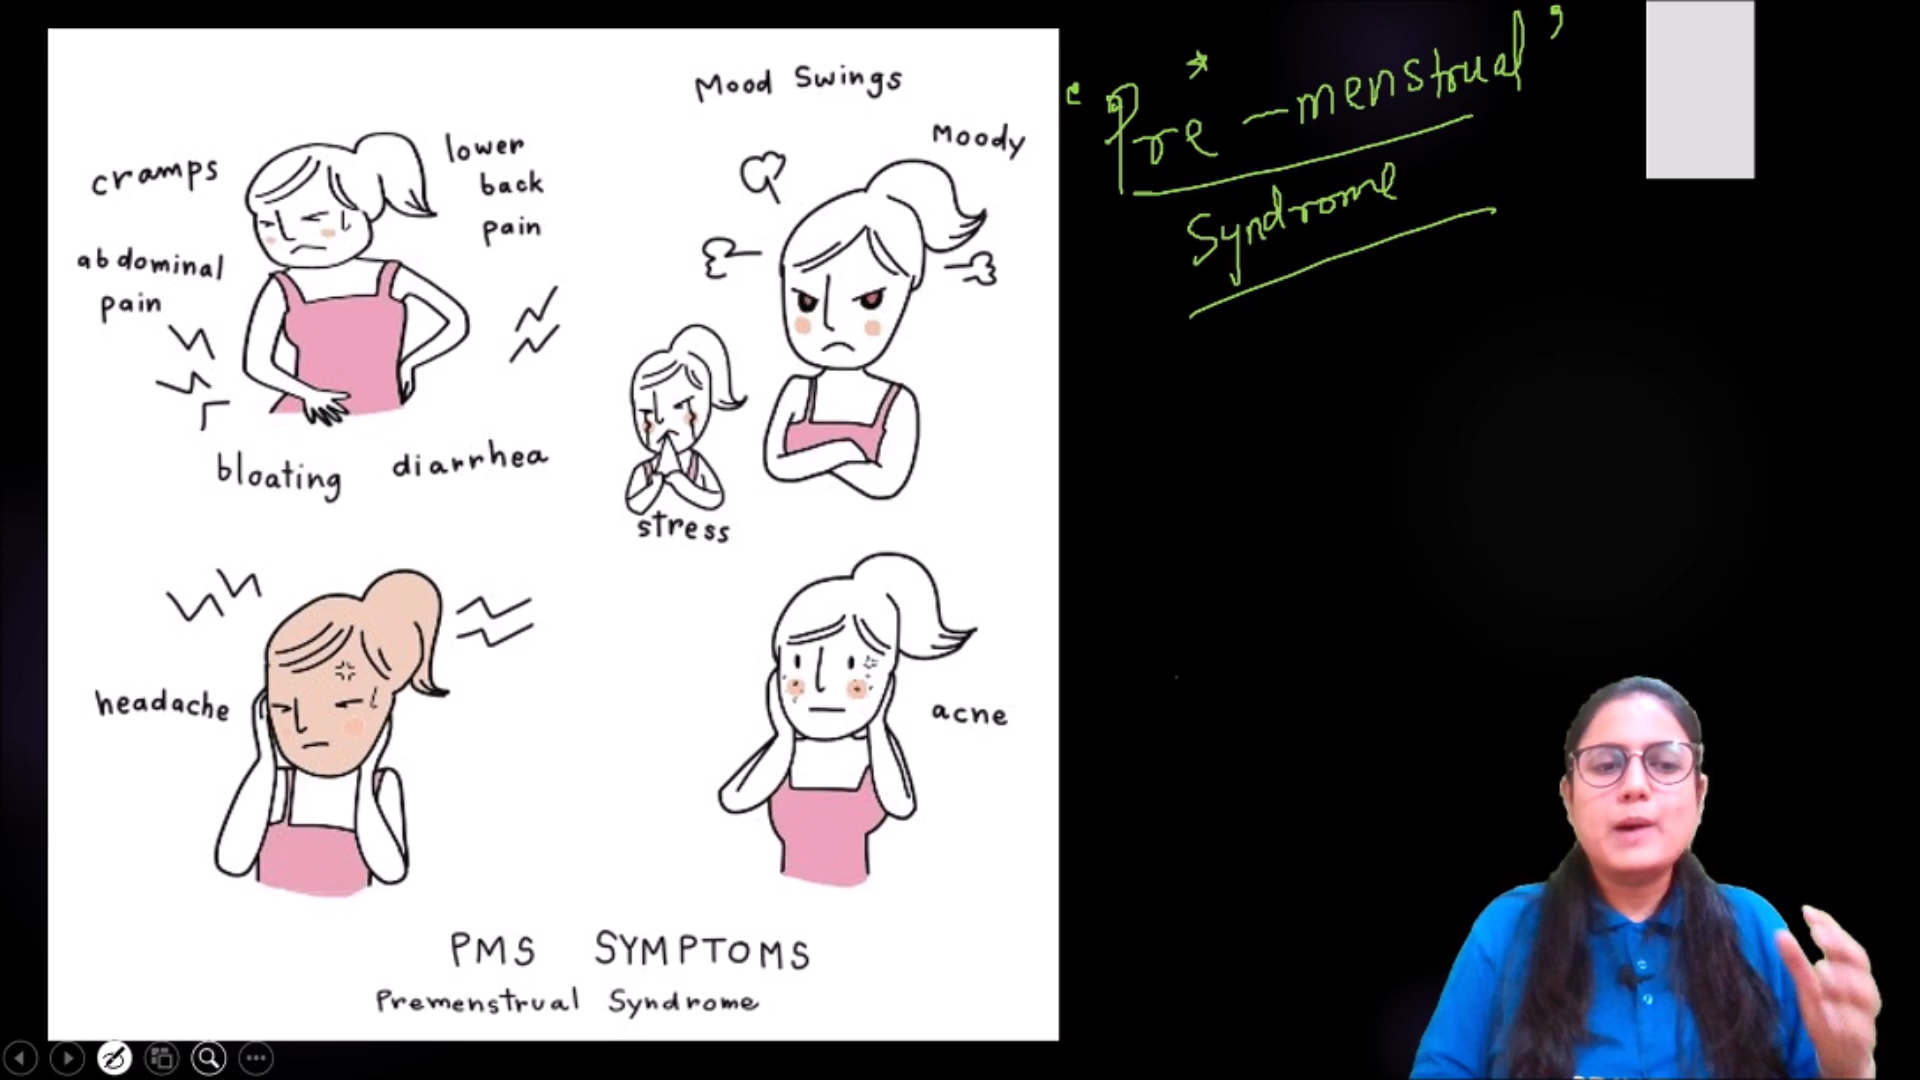 Mood Swings
Moody
cramps
lower
back
pain
abdominal
pain
bloating
diarrhea
stress
headache
acne
PMS SYMPTOMS
Premenstrual Syndrome
‘Pre-menstrual’
Syndrome